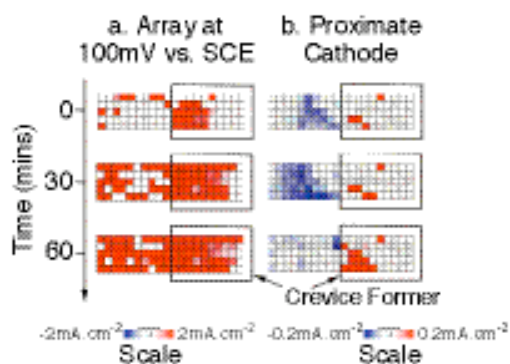 a. Array at
100mV vs. SCE
b. Proximate
Cathode
Time (mins)
0
30
60
Crevice Former
-2mA.cm-2 2mA.cm-2
Scale
-0.2mA.cm-2 0.2mA.cm-2
Scale